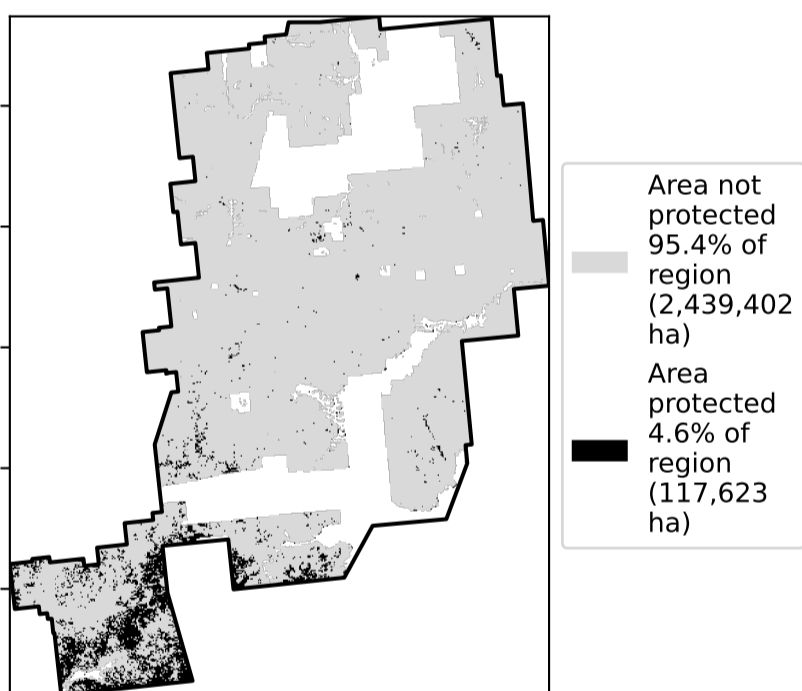 Area not
protected
95.4% of
region
(2,439,402
ha)
Area
protected
4.6% of
region
(117,623
ha)